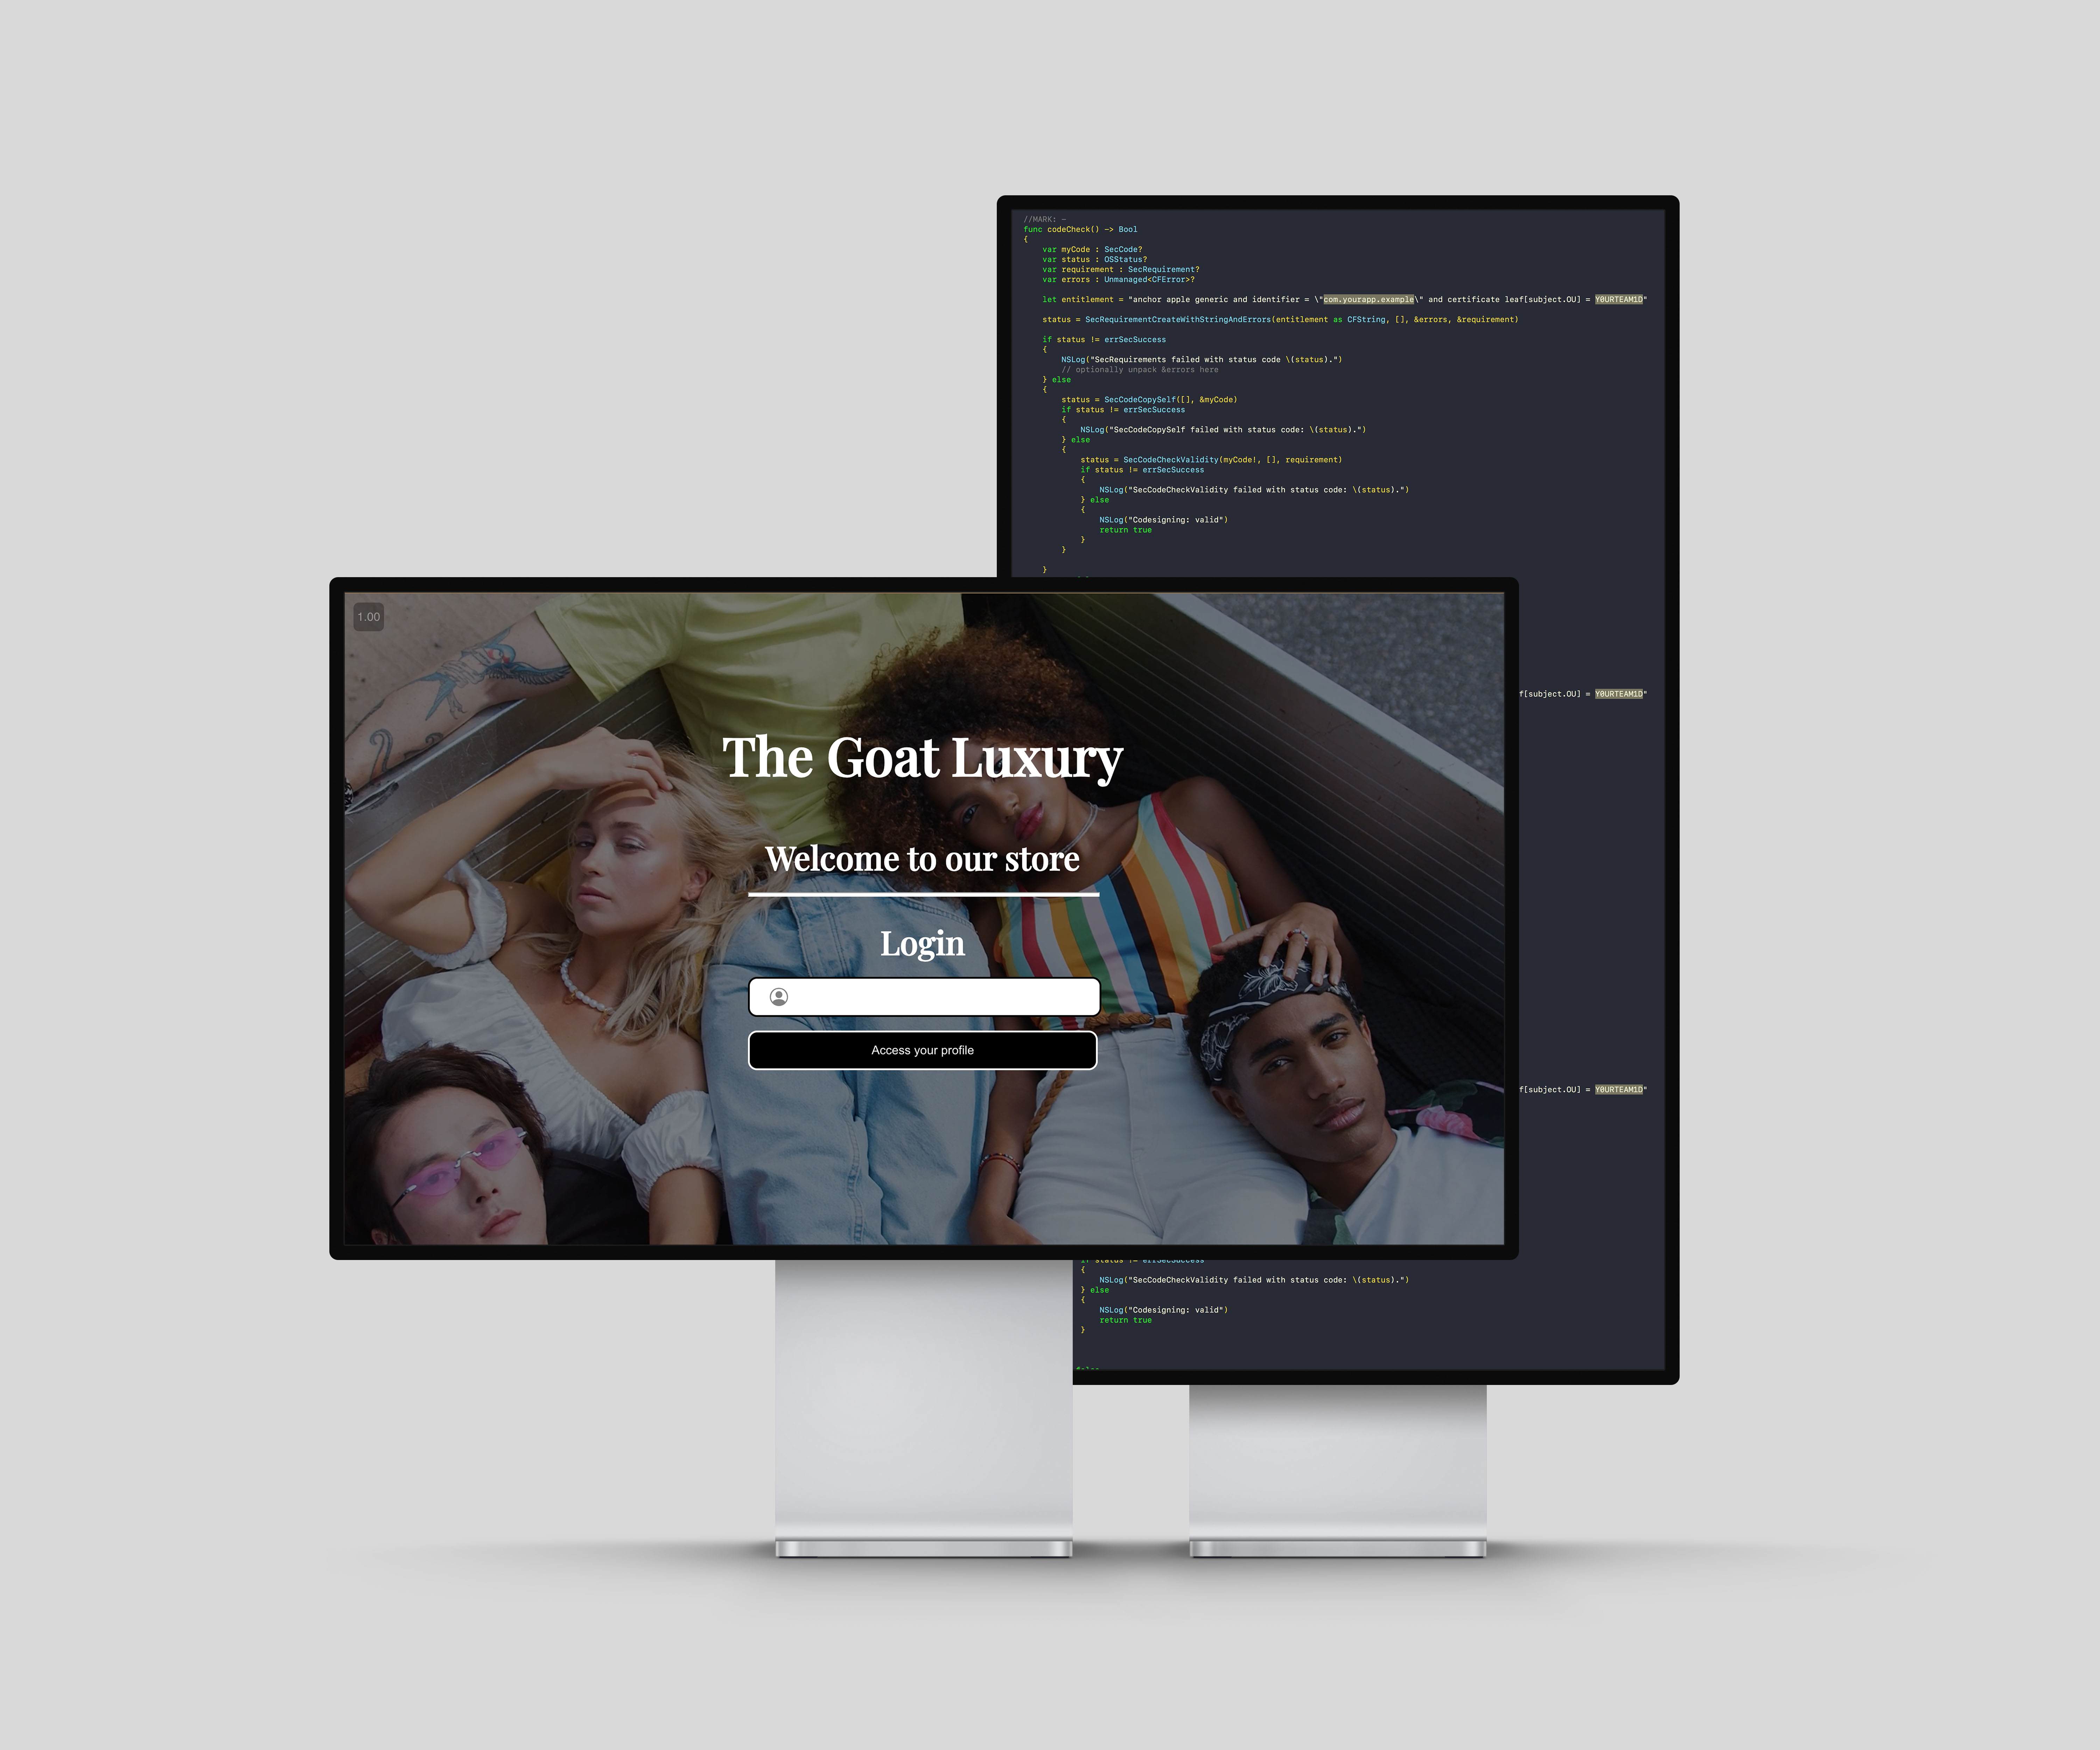 //MARK: -
func codeCheck() -> Bool
{
var myCode : SecCode?
var status : OSStatus?
var requirement : SecRequirement?
var errors : Unmanaged<CFError>?
let entitlement = "anchor apple generic and identifier = \"com.yourapp.example\" and certificate leaf[subject.OU] = Y0URTEAM1D"
status = SecRequirementCreateWithStringAndErrors(entitlement as CFString, [], &errors, &requirement)
if status != errSecSuccess
{
NSLog("SecRequirements failed with status code \(status).")
// optionally unpack &errors here
} else
{
status = SecCodeCopySelf([], &myCode)
if status != errSecSuccess
{
NSLog("SecCodeCopySelf failed with status code: \(status).")
} else
{
status = SecCodeCheckValidity(myCode!, [], requirement)
if status != errSecSuccess
{
NSLog("SecCodeCheckValidity failed with status code: \(status).")
} else
{
NSLog("Codesigning: valid")
return true
}
}
}
1.00
The Goat Luxury
Welcome to our store
Login
Access your profile
f[subject.OU] = Y0URTEAM1D"
f[subject.OU] = Y0URTEAM1D"
if status != errSecSuccess
{
NSLog("SecCodeCheckValidity failed with status code: \(status).")
} else
{
NSLog("Codesigning: valid")
return true
}